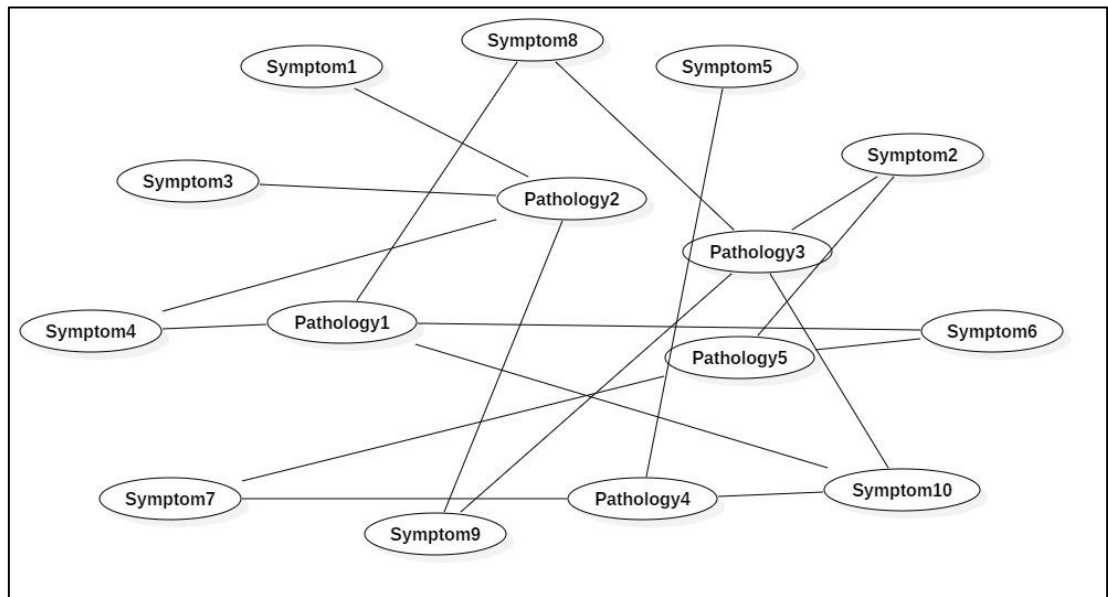 Symptom8
Symptom1
Symptom5
Symptom2
Symptom3
Pathology2
Pathology3
Pathology1
Symptom4
Symptom6
Pathology5
Symptom7
Pathology4
Symptom10
Symptom9